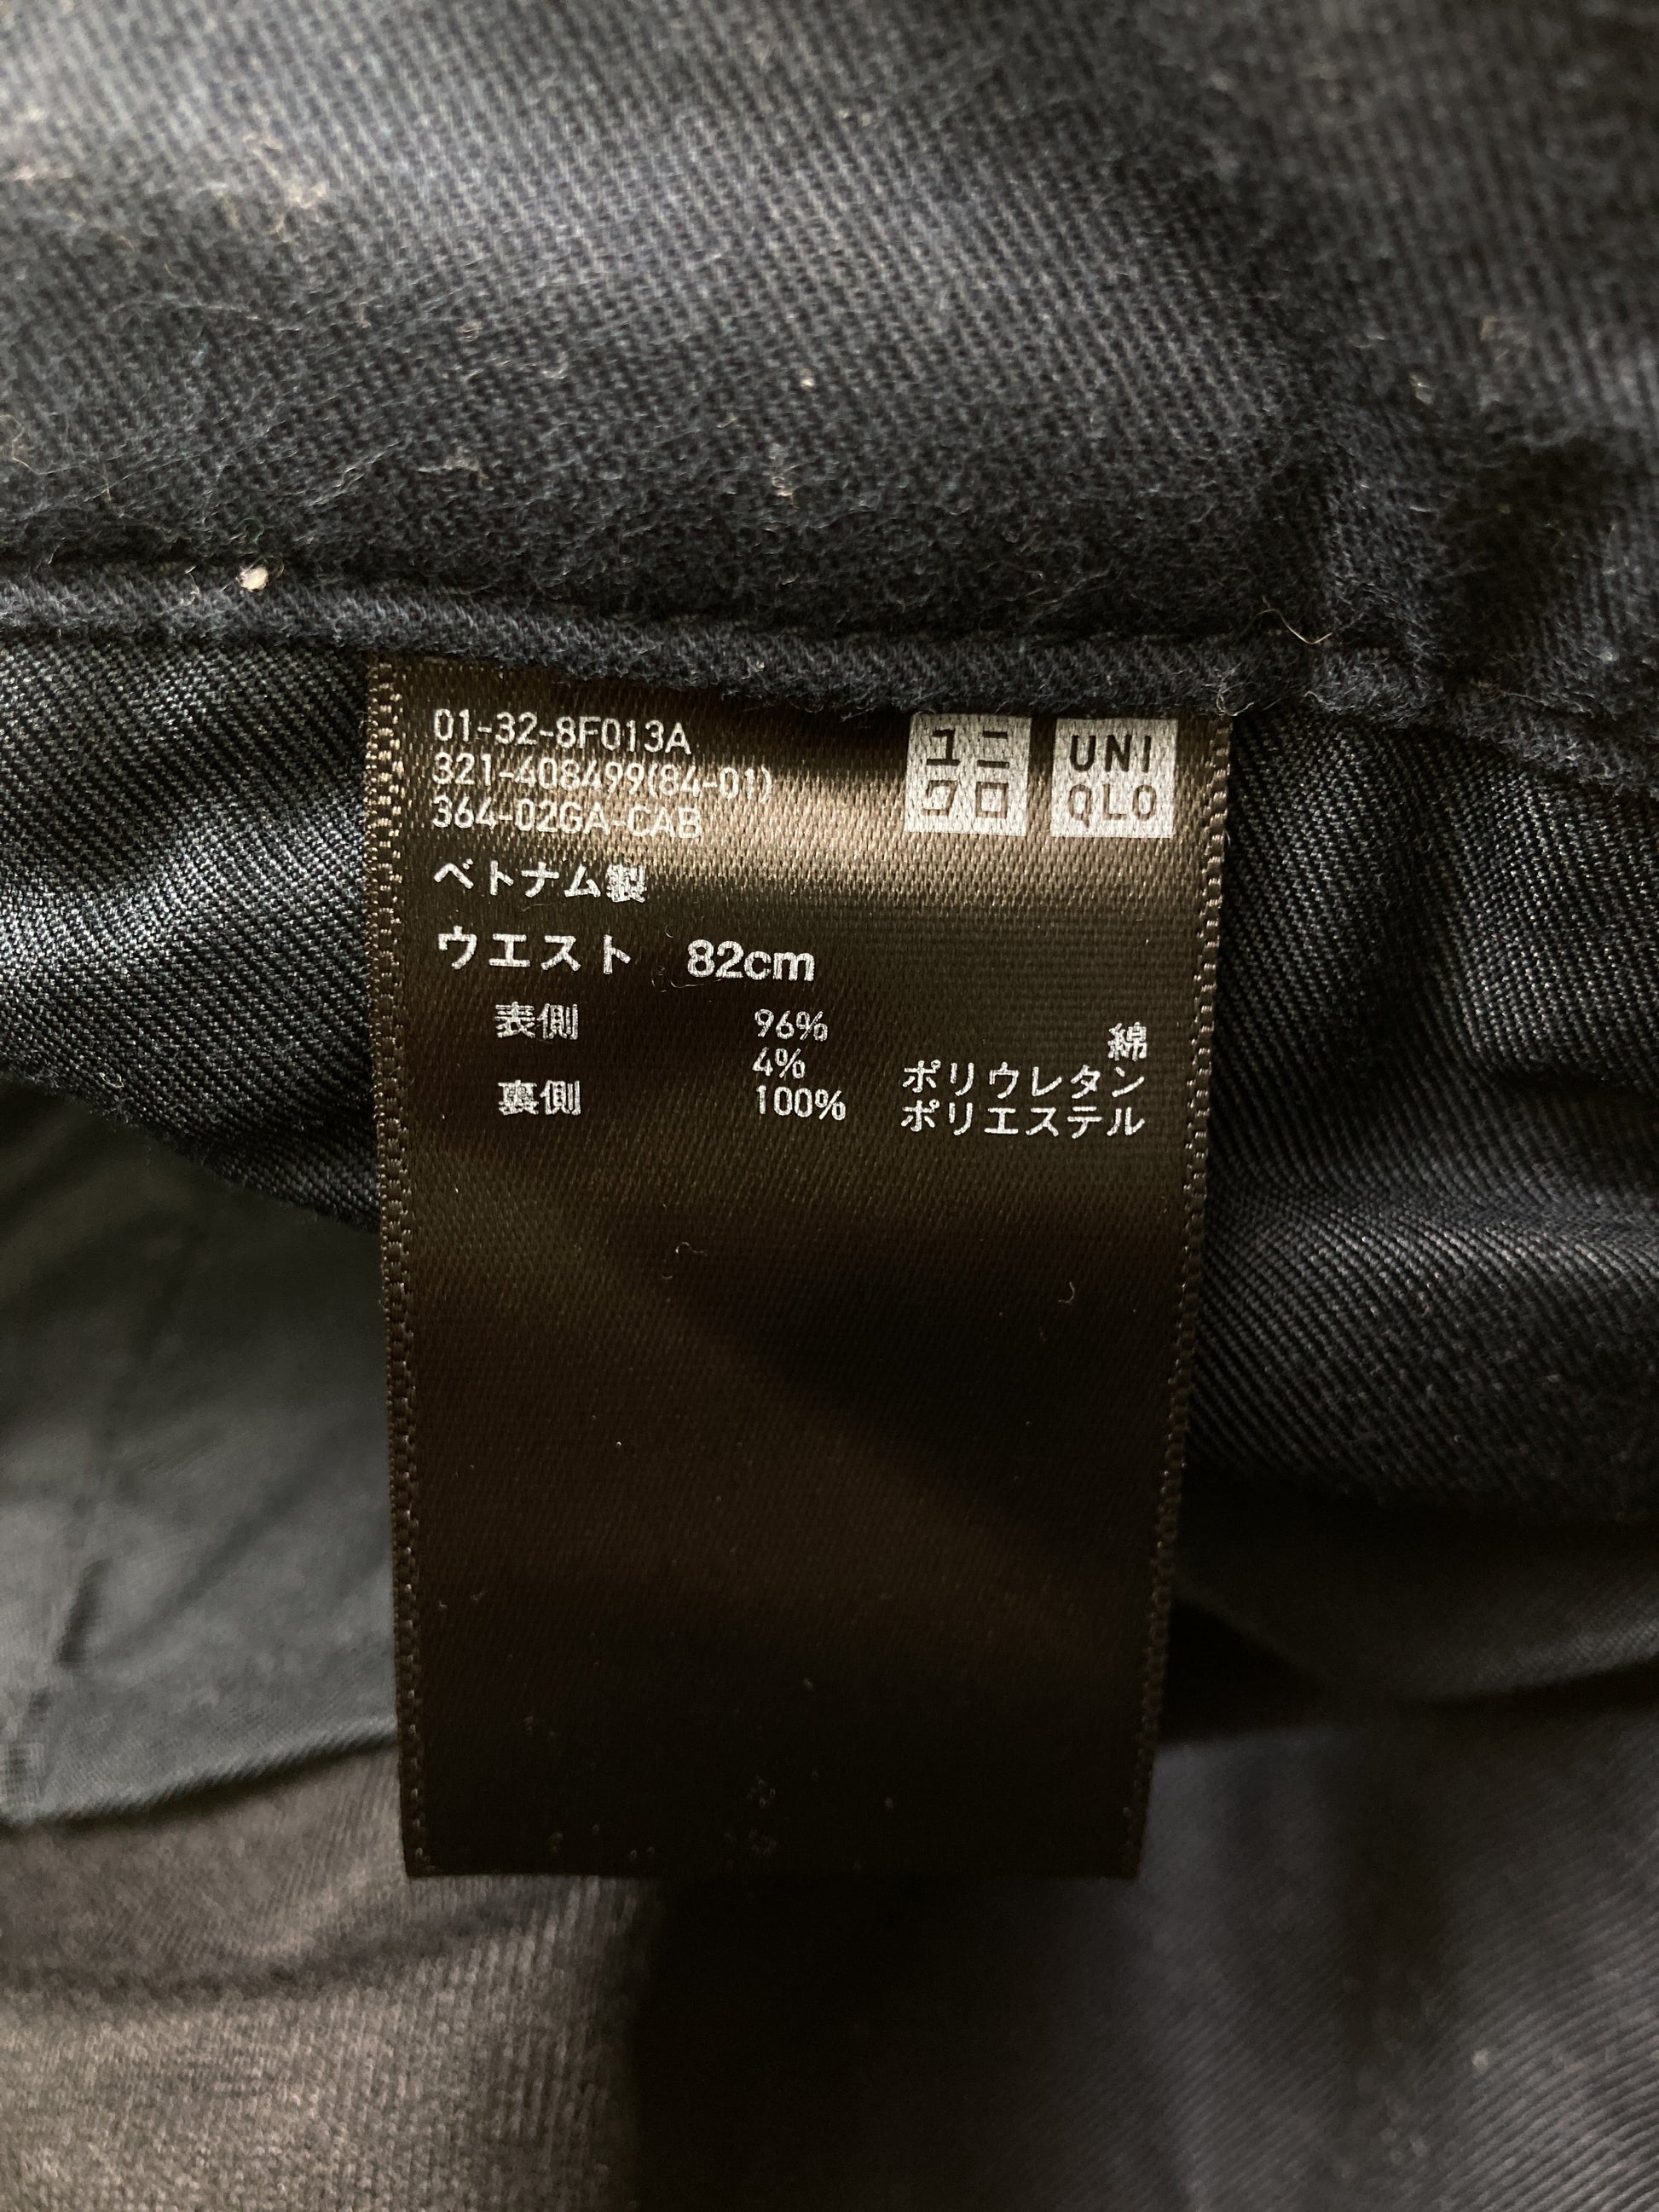 01-32-8F013A
321-408499(84-01)
364-02GA-CAB
ユニ
クロ
UNI
QLO
ベトナム製
ウエスト 82cm
表側 96% 綿
4% ポリウレタン
裏側 100% ポリエステル